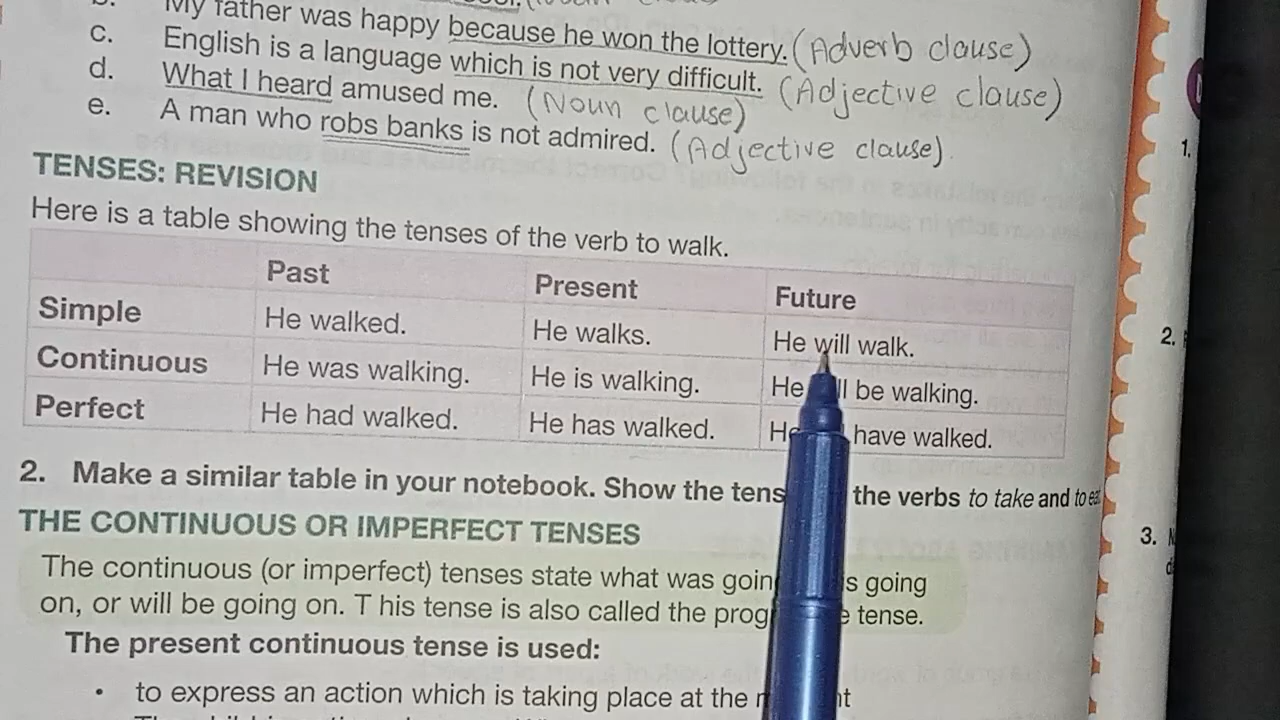 My father was happy because he won the lottery. (Adverb clause)
c. English is a language which is not very difficult. (Adjective clause)
d. What I heard amused me. (Noun clause)
e. A man who robs banks is not admired. (Adjective clause).
TENSES: REVISION
Here is a table showing the tenses of the verb to walk.
Past Present Future
Simple He walked. He walks. He will walk.
Continuous He was walking. He is walking. He be walking.
Perfect He had walked. He has walked. have walked.
2. Make a similar table in your notebook. Show the the verbs to take and to
THE CONTINUOUS OR IMPERFECT TENSES
The continuous (or imperfect) tenses state what was going
on, or will be going on. T his tense is also called the tense.
The present continuous tense is used:
• to express an action which is taking place at the
1.
2.
3.